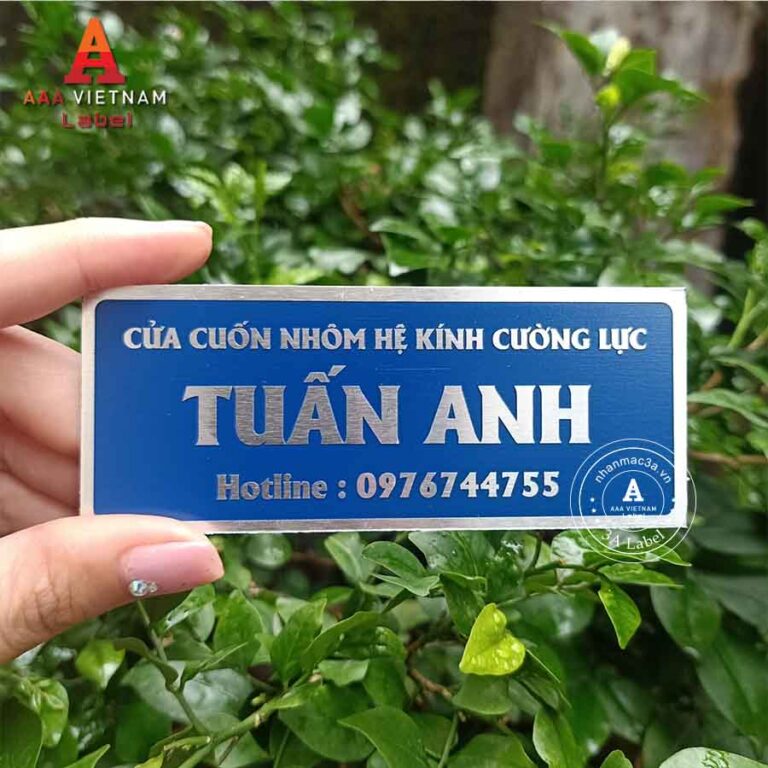 A
AAA VIETNAM
Label
CỬA CUỐN NHÔM HỆ KÍNH CƯỜNG LỰC
TUẤN ANH
Hotline : 0976744755
nhanmac3a.vn
A
AAA VIETNAM
Label
3A Label